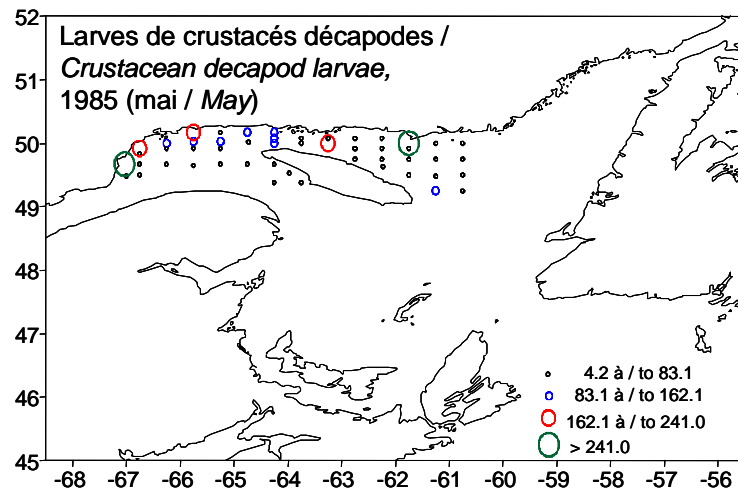 Larves de crustacés décapodes /
Crustacean decapod larvae,
1985 (mai / May)
52
51
50
49
48
47
46
45
4.2 à / to 83.1
83.1 à / to 162.1
162.1 à / to 241.0
> 241.0
-68 -67 -66 -65 -64 -63 -62 -61 -60 -59 -58 -57 -56